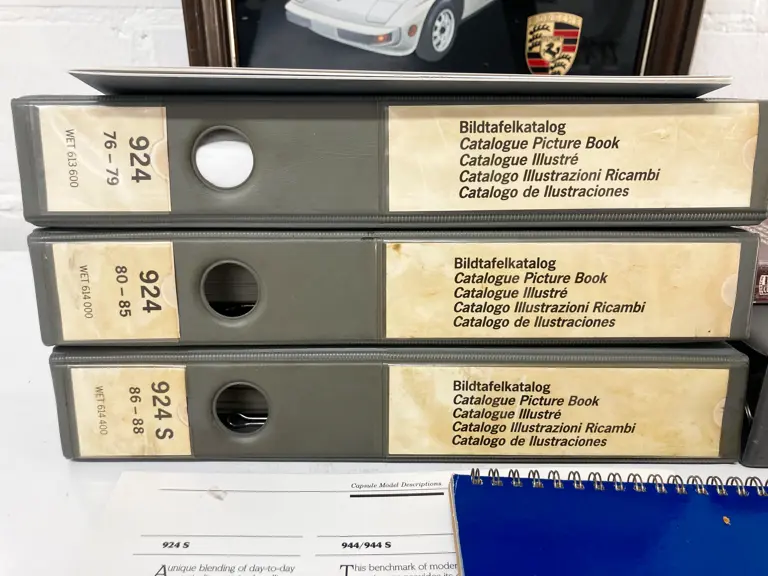 924
76–79
WET 613 600
Bildtafelkatalog
Catalogue Picture Book
Catalogue Illustré
Catalogo Illustrazioni Ricambi
Catalogo de Ilustraciones
924
80–85
WET 614 000
Bildtafelkatalog
Catalogue Picture Book
Catalogue Illustré
Catalogo Illustrazioni Ricambi
Catalogo de Ilustraciones
924 S
86–88
WET 614 400
Bildtafelkatalog
Catalogue Picture Book
Catalogue Illustré
Catalogo Illustrazioni Ricambi
Catalogo de Ilustraciones
Capsule Model Descriptions
924 S
A unique blending of day-to-day
944/944 S
This benchmark of moder